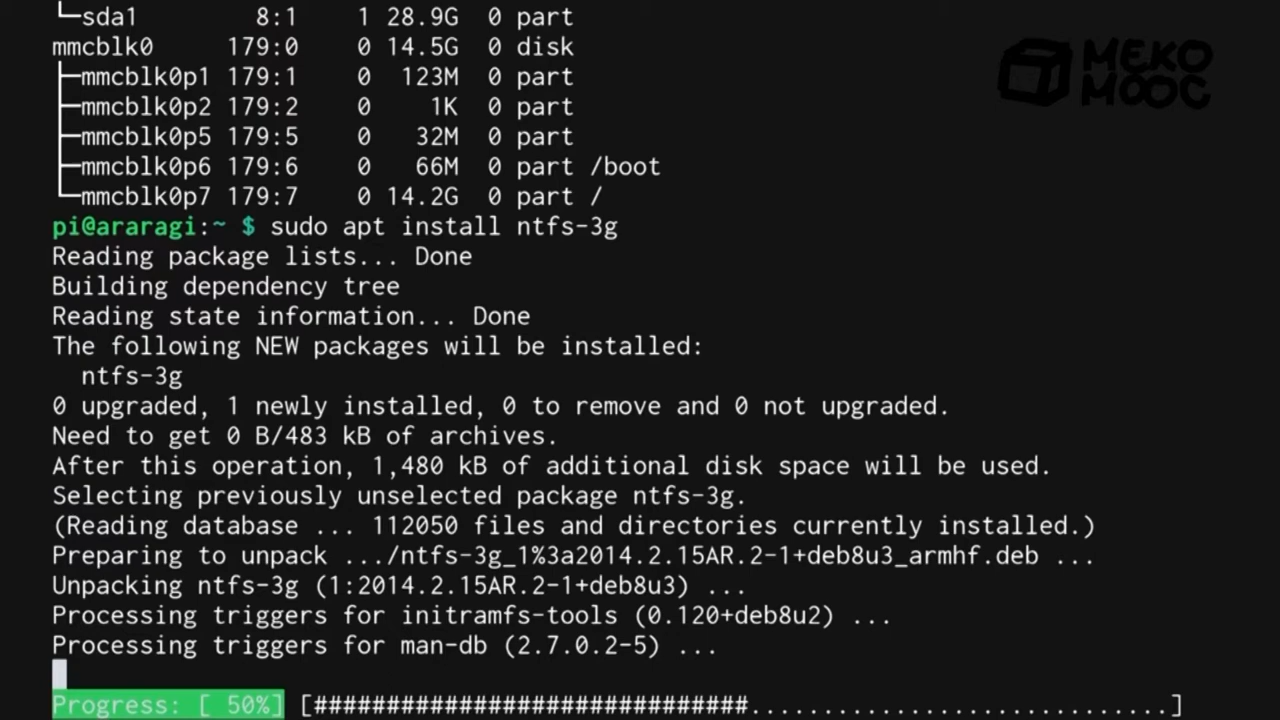 └─sda1        8:1    1 28.9G  0 part
mmcblk0     179:0    0 14.5G  0 disk
├─mmcblk0p1 179:1    0  123M  0 part
├─mmcblk0p2 179:2    0    1K  0 part
├─mmcblk0p5 179:5    0   32M  0 part
├─mmcblk0p6 179:6    0   66M  0 part /boot
└─mmcblk0p7 179:7    0 14.2G  0 part /
pi@araragi:~ $ sudo apt install ntfs-3g
Reading package lists... Done
Building dependency tree
Reading state information... Done
The following NEW packages will be installed:
  ntfs-3g
0 upgraded, 1 newly installed, 0 to remove and 0 not upgraded.
Need to get 0 B/483 kB of archives.
After this operation, 1,480 kB of additional disk space will be used.
Selecting previously unselected package ntfs-3g.
(Reading database ... 112050 files and directories currently installed.)
Preparing to unpack .../ntfs-3g_1%3a2014.2.15AR.2-1+deb8u3_armhf.deb ...
Unpacking ntfs-3g (1:2014.2.15AR.2-1+deb8u3) ...
Processing triggers for initramfs-tools (0.120+deb8u2) ...
Processing triggers for man-db (2.7.0.2-5) ...
Progress: [ 50%] [##############################.............................]
MEKO
MOOC